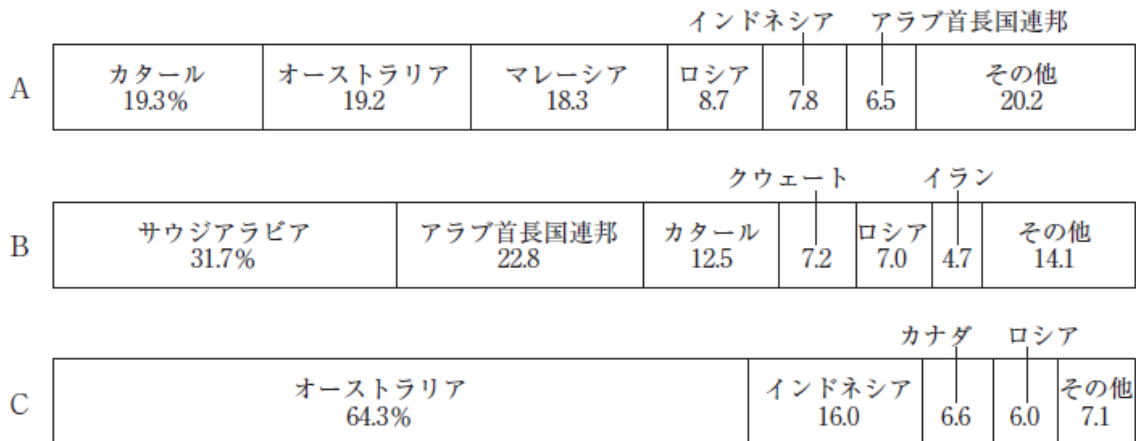 インドネシア アラブ首長国連邦
A カタール オーストラリア マレーシア ロシア その他
19.3% 19.2 18.3 8.7 7.8 6.5 20.2
クウェート イラン
B サウジアラビア アラブ首長国連邦 カタール ロシア その他
31.7% 22.8 12.5 7.2 7.0 4.7 14.1
カナダ ロシア
C オーストラリア インドネシア その他
64.3% 16.0 6.6 6.0 7.1